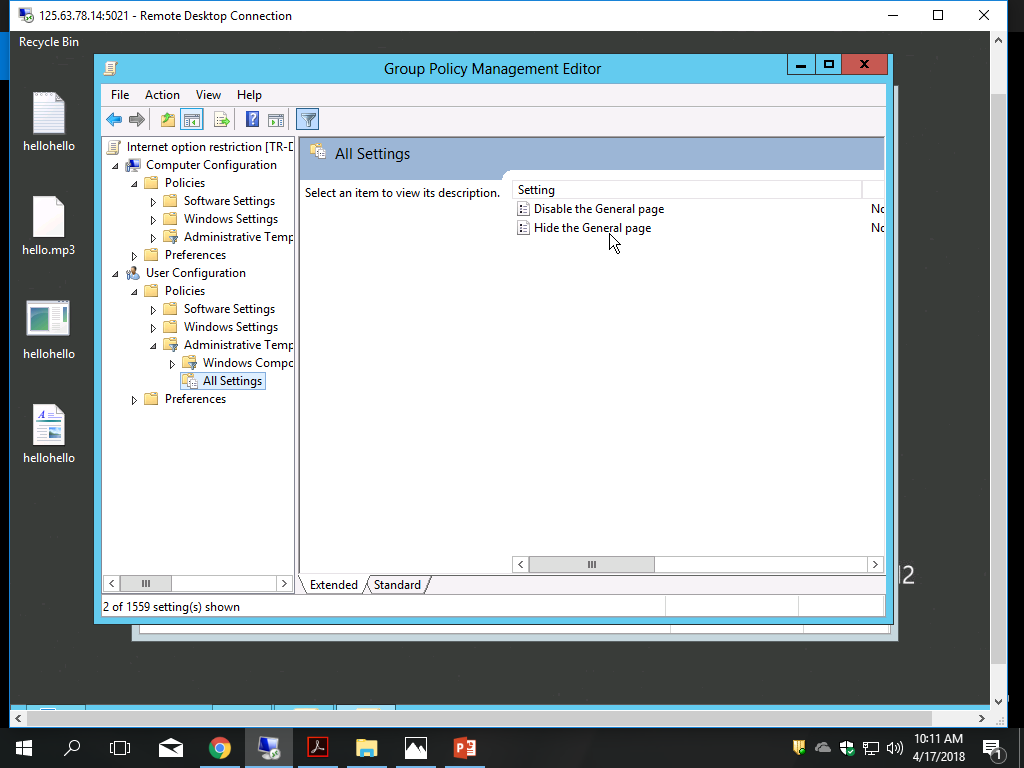 125.63.78.14:5021 - Remote Desktop Connection
Recycle Bin
hellohello
hello.mp3
hellohello
hellohello
Group Policy Management Editor
File Action View Help
Internet option restriction [TR-D
Computer Configuration
Policies
Software Settings
Windows Settings
Administrative Temp
Preferences
User Configuration
Policies
Software Settings
Windows Settings
Administrative Temp
Windows Compo
All Settings
Preferences
All Settings
Select an item to view its description.
Setting
Disable the General page No
Hide the General page No
Extended Standard
2 of 1559 setting(s) shown
10:11 AM
4/17/2018
1